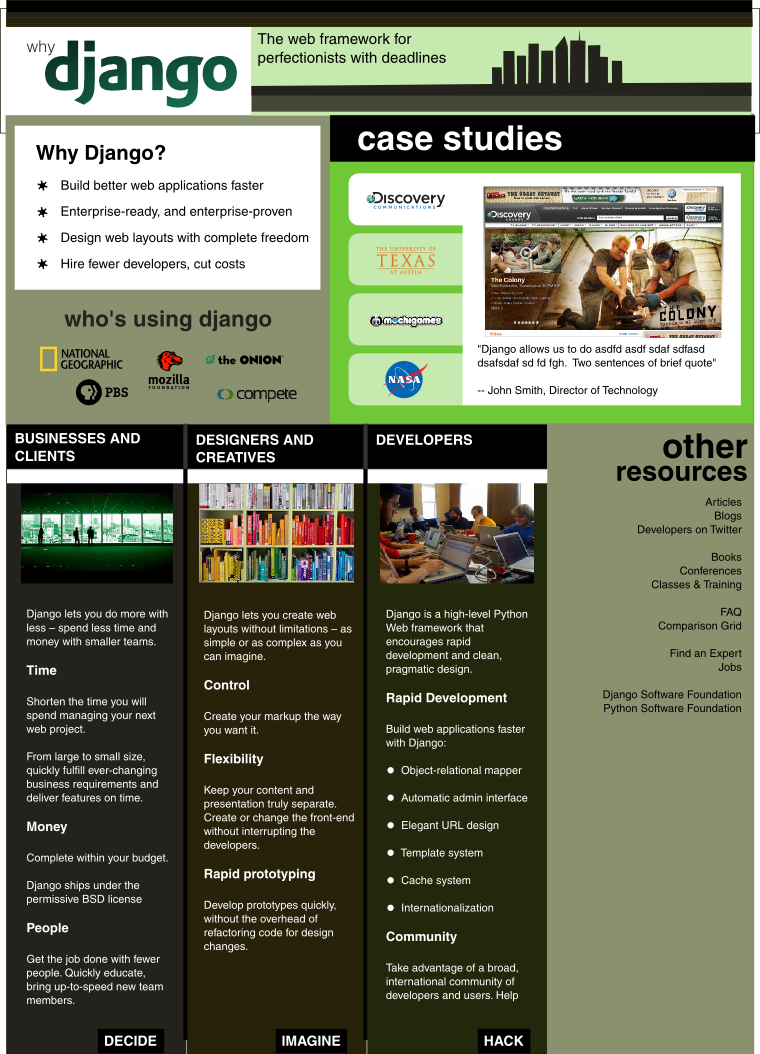 why
django
The web framework for
perfectionists with deadlines
Why Django?
Build better web applications faster
Enterprise-ready, and enterprise-proven
Design web layouts with complete freedom
Hire fewer developers, cut costs
who's using django
NATIONAL
GEOGRAPHIC
mozilla
FOUNDATION
the ONION
PBS
compete
case studies
Discovery
COMMUNICATIONS
THE UNIVERSITY OF
TEXAS
AT AUSTIN
mochigames
NASA
THE GREAT GETAWAY
Discovery
The Colony
THE
COLONY
Video
"Django allows us to do asdfd asdf sdaf sdfasd
dsafsdaf sd fd fgh.  Two sentences of brief quote"
-- John Smith, Director of Technology
BUSINESSES AND
CLIENTS
Django lets you do more with
less – spend less time and
money with smaller teams.
Time
Shorten the time you will
spend managing your next
web project.
From large to small size,
quickly fulfill ever-changing
business requirements and
deliver features on time.
Money
Complete within your budget.
Django ships under the
permissive BSD license
People
Get the job done with fewer
people. Quickly educate,
bring up-to-speed new team
members.
DECIDE
DESIGNERS AND
CREATIVES
Django lets you create web
layouts without limitations – as
simple or as complex as you
can imagine.
Control
Create your markup the way
you want it.
Flexibility
Keep your content and
presentation truly separate.
Create or change the front-end
without interrupting the
developers.
Rapid prototyping
Develop prototypes quickly,
without the overhead of
refactoring code for design
changes.
IMAGINE
DEVELOPERS
Django is a high-level Python
Web framework that
encourages rapid
development and clean,
pragmatic design.
Rapid Development
Build web applications faster
with Django:
Object-relational mapper
Automatic admin interface
Elegant URL design
Template system
Cache system
Internationalization
Community
Take advantage of a broad,
international community of
developers and users. Help
HACK
other
resources
Articles
Blogs
Developers on Twitter
Books
Conferences
Classes & Training
FAQ
Comparison Grid
Find an Expert
Jobs
Django Software Foundation
Python Software Foundation